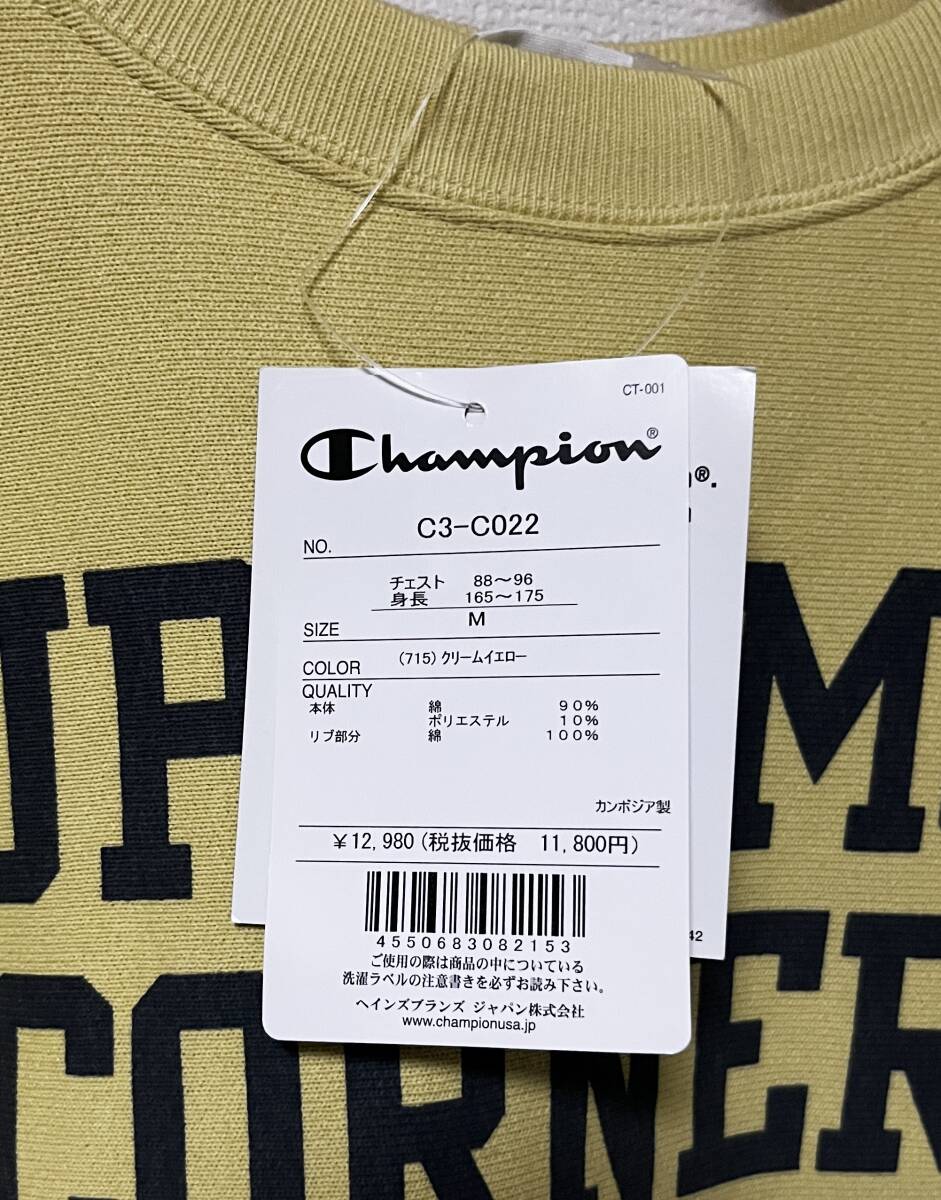 CT-001
Champion®
®.
NO. C3-C022
チェスト 88〜96
身長 165〜175
SIZE M
COLOR (715) クリームイエロー
QUALITY
本体 綿 90%
ポリエステル 10%
リブ部分 綿 100%
カンボジア製
¥12,980 (税抜価格 11,800円)
4550683082153
ご使用の際は商品の中についている
洗濯ラベルの注意書きを必ずお読み下さい。
ヘインズブランズ ジャパン株式会社
www.championusa.jp
42
UP M
CORNER